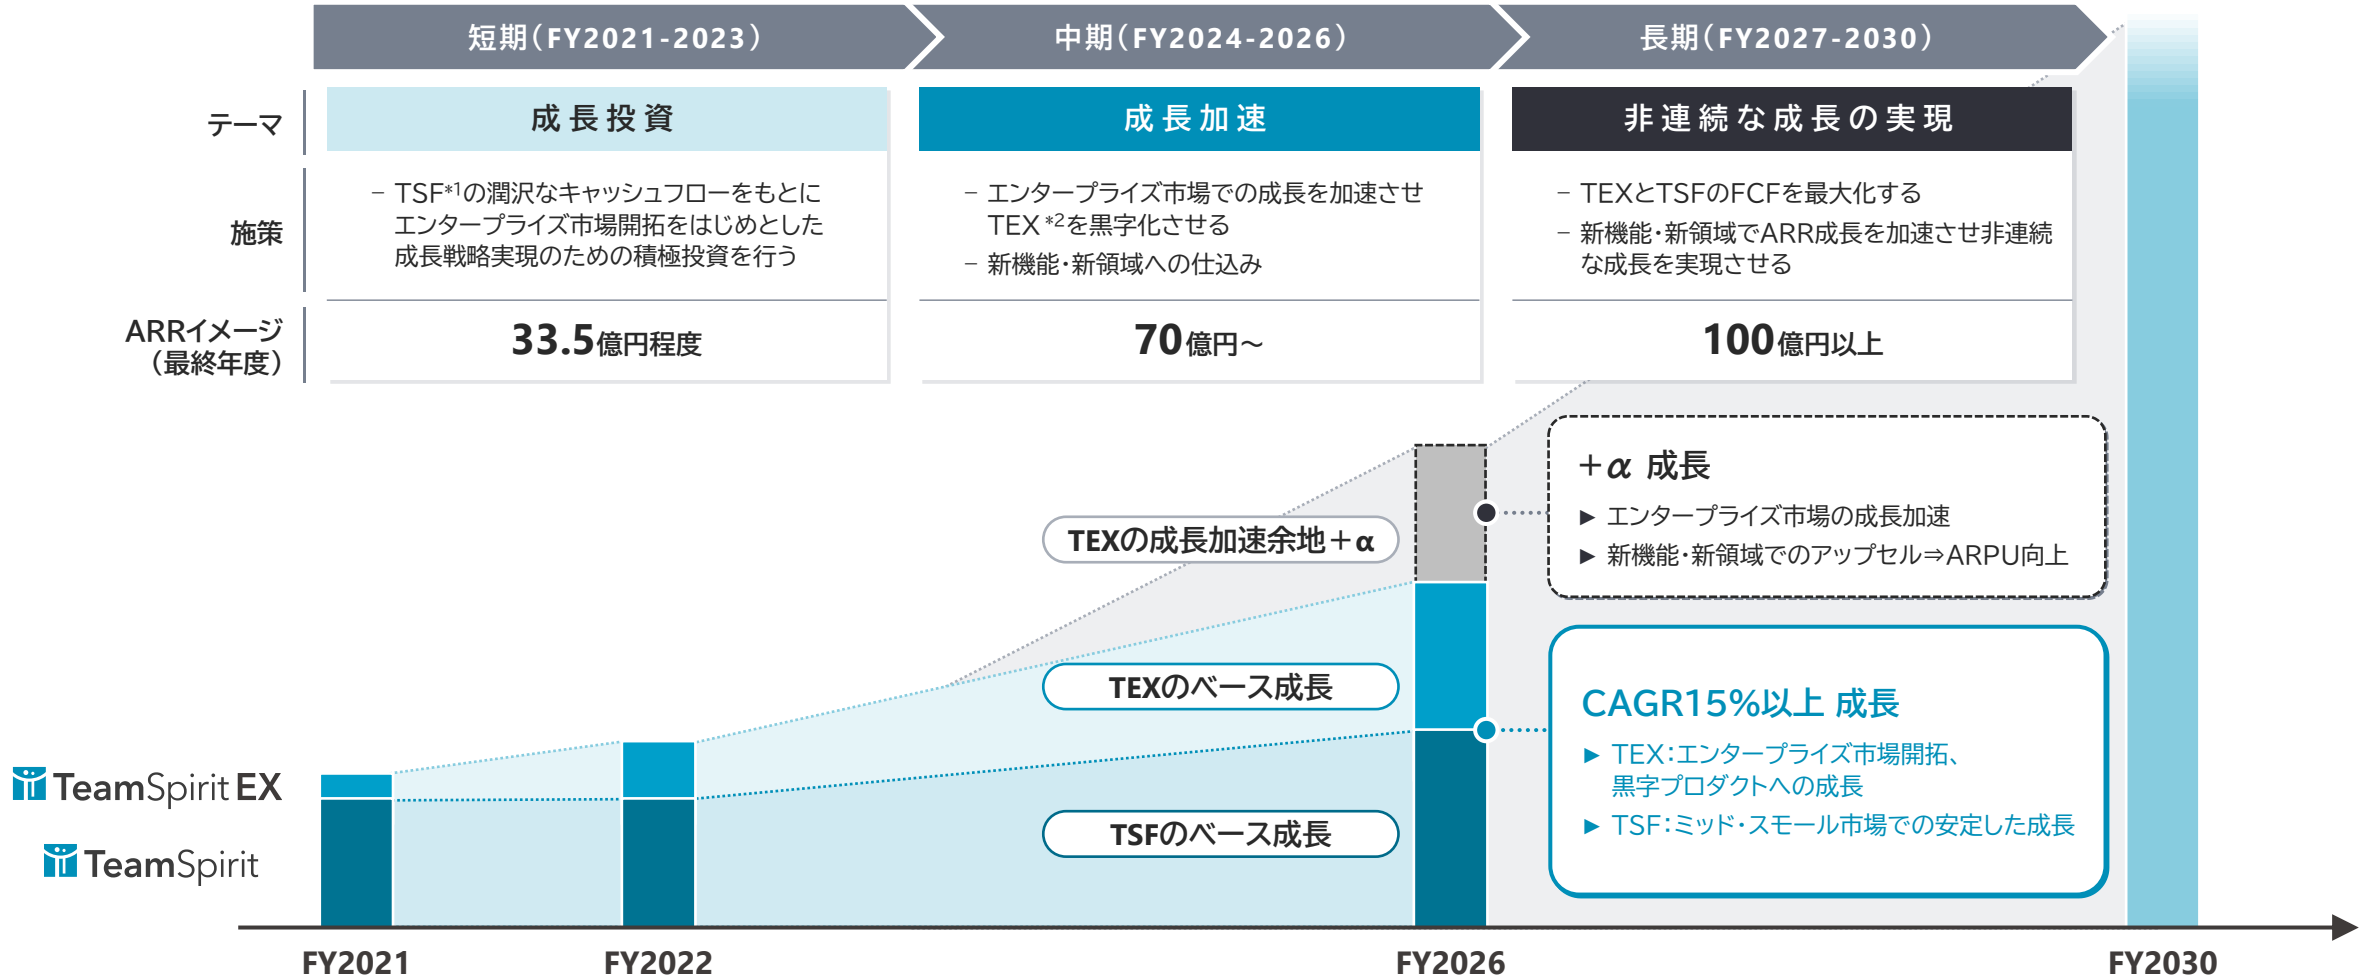 短期（FY2021-2023）
中期（FY2024-2026）
長期（FY2027-2030）
テーマ
成長投資
成長加速
非連続な成長の実現
施策
– TSF*1の潤沢なキャッシュフローをもとに
エンタープライズ市場開拓をはじめとした
成長戦略実現のための積極投資を行う
– エンタープライズ市場での成長を加速させ
TEX*2を黒字化させる
– 新機能・新領域への仕込み
– TEXとTSFのFCFを最大化する
– 新機能・新領域でARR成長を加速させ非連続
な成長を実現させる
ARRイメージ
（最終年度）
33.5億円程度
70億円～
100億円以上
＋α 成長
► エンタープライズ市場の成長加速
► 新機能・新領域でのアップセル⇒ARPU向上
TEXの成長加速余地＋α
TEXのベース成長
TSFのベース成長
CAGR15%以上 成長
► TEX：エンタープライズ市場開拓、
黒字プロダクトへの成長
► TSF：ミッド・スモール市場での安定した成長
TeamSpirit EX
TeamSpirit
FY2021
FY2022
FY2026
FY2030